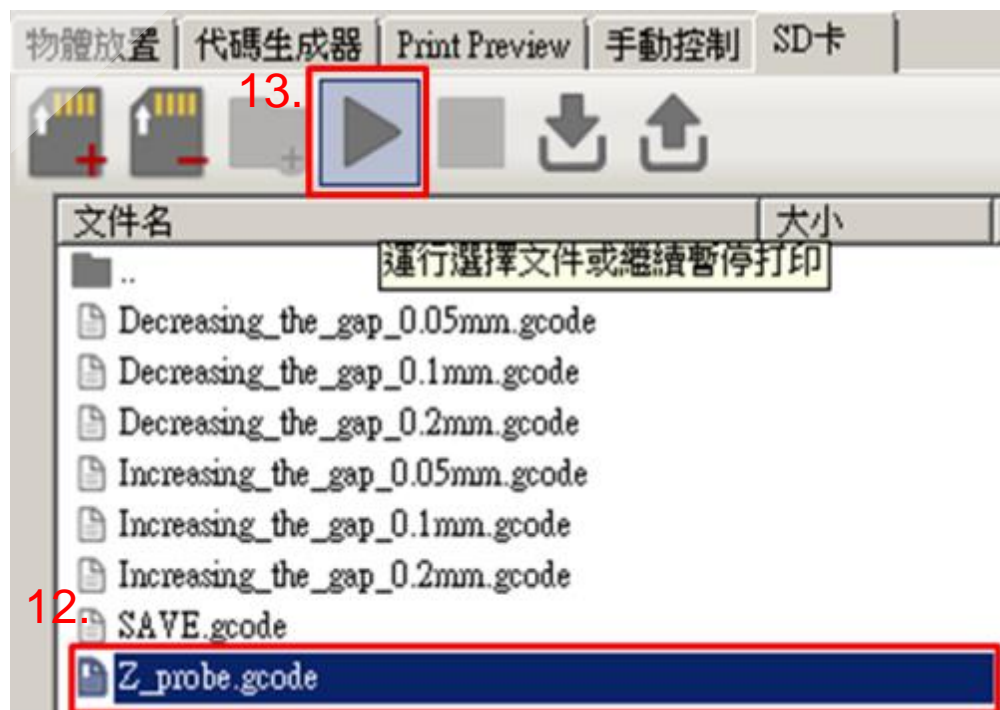 物體放置 代碼生成器 Print Preview 手動控制 SD卡
13.
文件名 大小
運行選擇文件或繼續暫停打印
..
Decreasing_the_gap_0.05mm.gcode
Decreasing_the_gap_0.1mm.gcode
Decreasing_the_gap_0.2mm.gcode
Increasing_the_gap_0.05mm.gcode
Increasing_the_gap_0.1mm.gcode
Increasing_the_gap_0.2mm.gcode
12.
SAVE.gcode
Z_probe.gcode